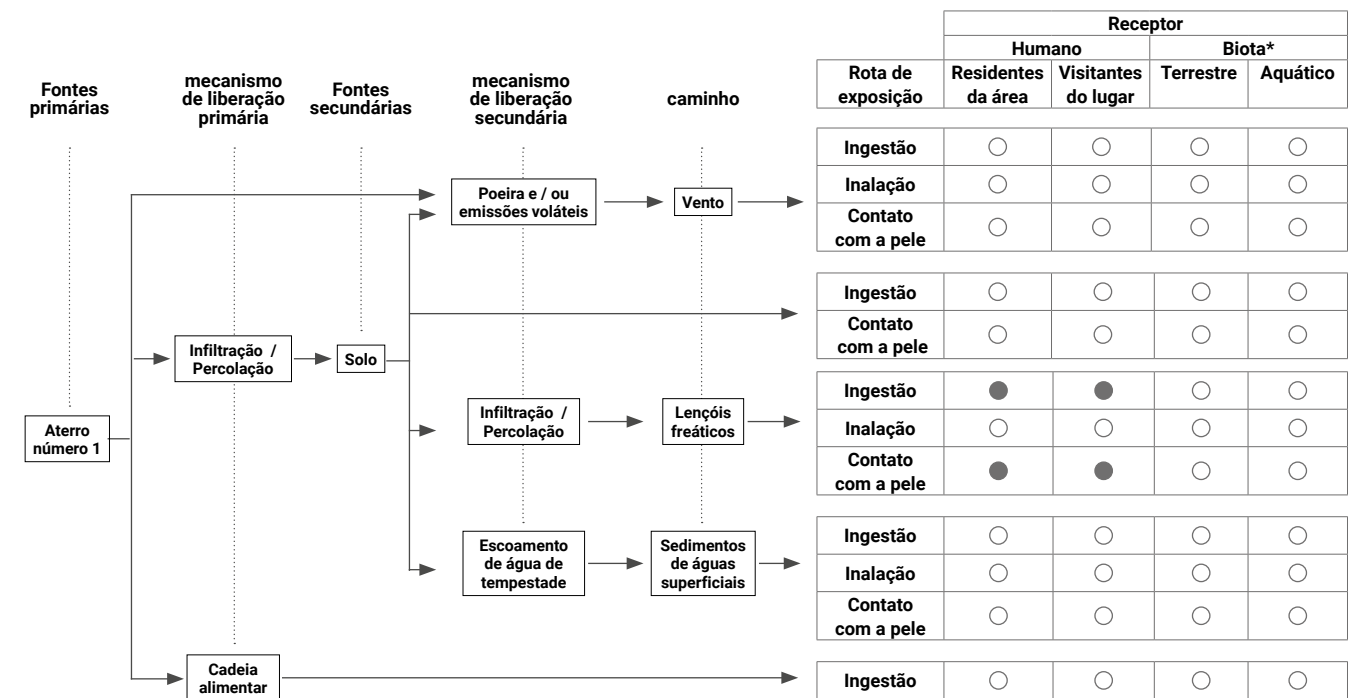 Receptor
Humano
Biota*
Fontes
primárias
mecanismo
de liberação
primária
Fontes
secundárias
mecanismo
de liberação
secundária
caminho
Rota de
exposição
Residentes
da área
Visitantes
do lugar
Terrestre
Aquático
Poeira e / ou
emissões voláteis
Vento
Ingestão
Inalação
Contato
com a pele
Infiltração /
Percolação
Solo
Ingestão
Contato
com a pele
Aterro
número 1
Infiltração /
Percolação
Lençóis
freáticos
Ingestão
Inalação
Contato
com a pele
Escoamento
de água de
tempestade
Sedimentos
de águas
superficiais
Ingestão
Inalação
Contato
com a pele
Cadeia
alimentar
Ingestão